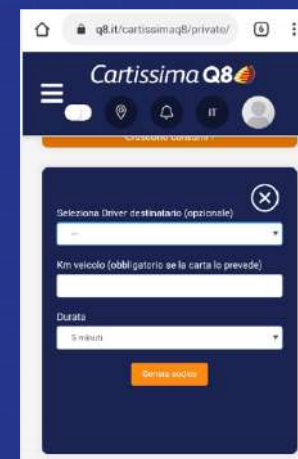 q8.it/cartissimaq8/privato/
6
Cartissima Q8
IT
Seleziona Driver destinatario (opzionale)
--
Km veicolo (obbligatorio se la carta lo prevede)
Durata
5 minuti
Genera codice